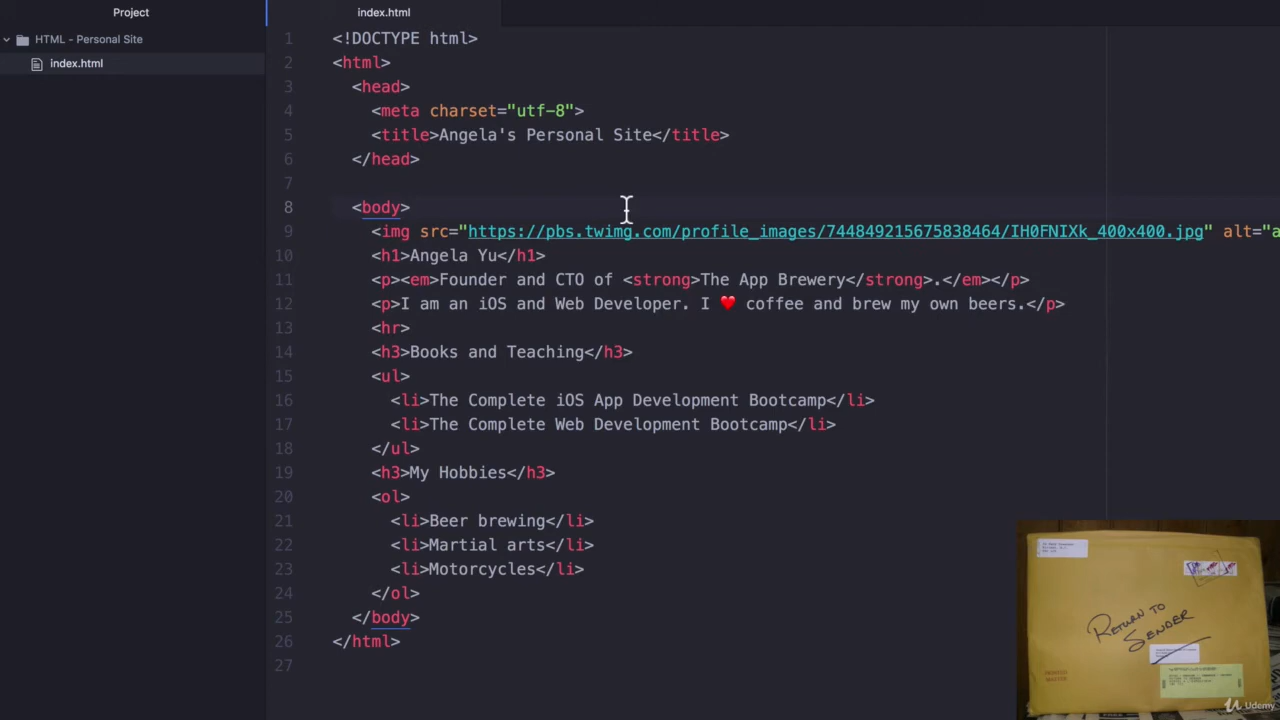 Project
index.html
HTML - Personal Site
index.html
1 <!DOCTYPE html>
2 <html>
3 <head>
4 <meta charset="utf-8">
5 <title>Angela's Personal Site</title>
6 </head>
7
8 <body>
9 <img src="https://pbs.twimg.com/profile_images/744849215675838464/IH0FNIXk_400x400.jpg" alt="a
10 <h1>Angela Yu</h1>
11 <p><em>Founder and CTO of <strong>The App Brewery</strong>.</em></p>
12 <p>I am an iOS and Web Developer. I ❤️ coffee and brew my own beers.</p>
13 <hr>
14 <h3>Books and Teaching</h3>
15 <ul>
16 <li>The Complete iOS App Development Bootcamp</li>
17 <li>The Complete Web Development Bootcamp</li>
18 </ul>
19 <h3>My Hobbies</h3>
20 <ol>
21 <li>Beer brewing</li>
22 <li>Martial arts</li>
23 <li>Motorcycles</li>
24 </ol>
25 </body>
26 </html>
27
RETURN TO
SENDER
PRINTED
MATTER
Udemy